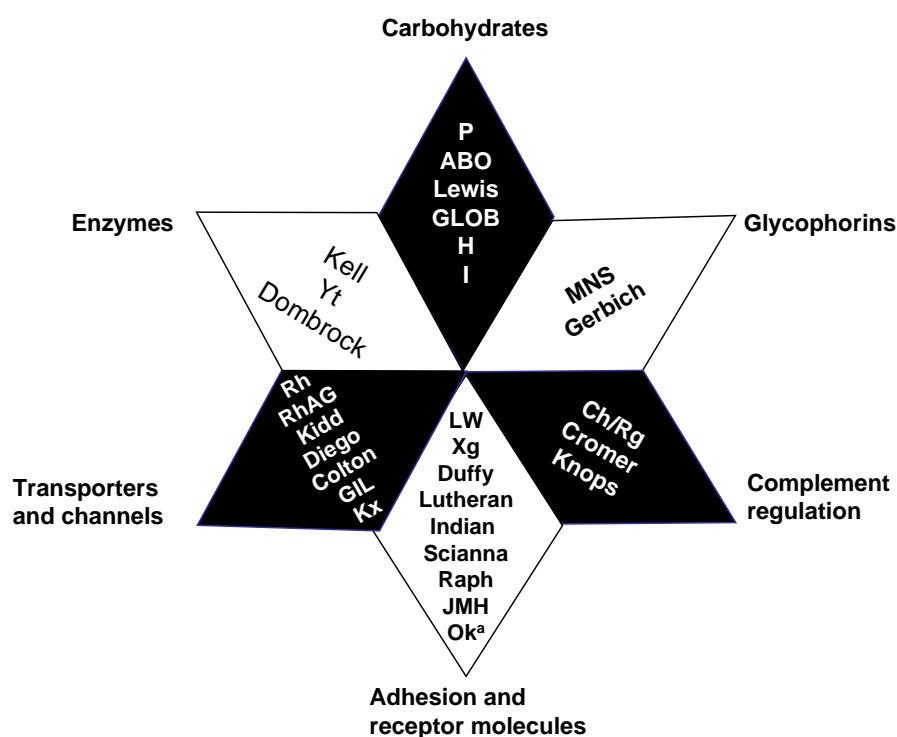 Carbohydrates
P
ABO
Lewis
GLOB
H
I
Enzymes
Kell
Yt
Dombrock
Glycophorins
MNS
Gerbich
Transporters
and channels
Rh
RhAG
Kidd
Diego
Colton
GIL
Kx
LW
Xg
Duffy
Lutheran
Indian
Scianna
Raph
JMH
Okᵃ
Ch/Rg
Cromer
Knops
Complement
regulation
Adhesion and
receptor molecules